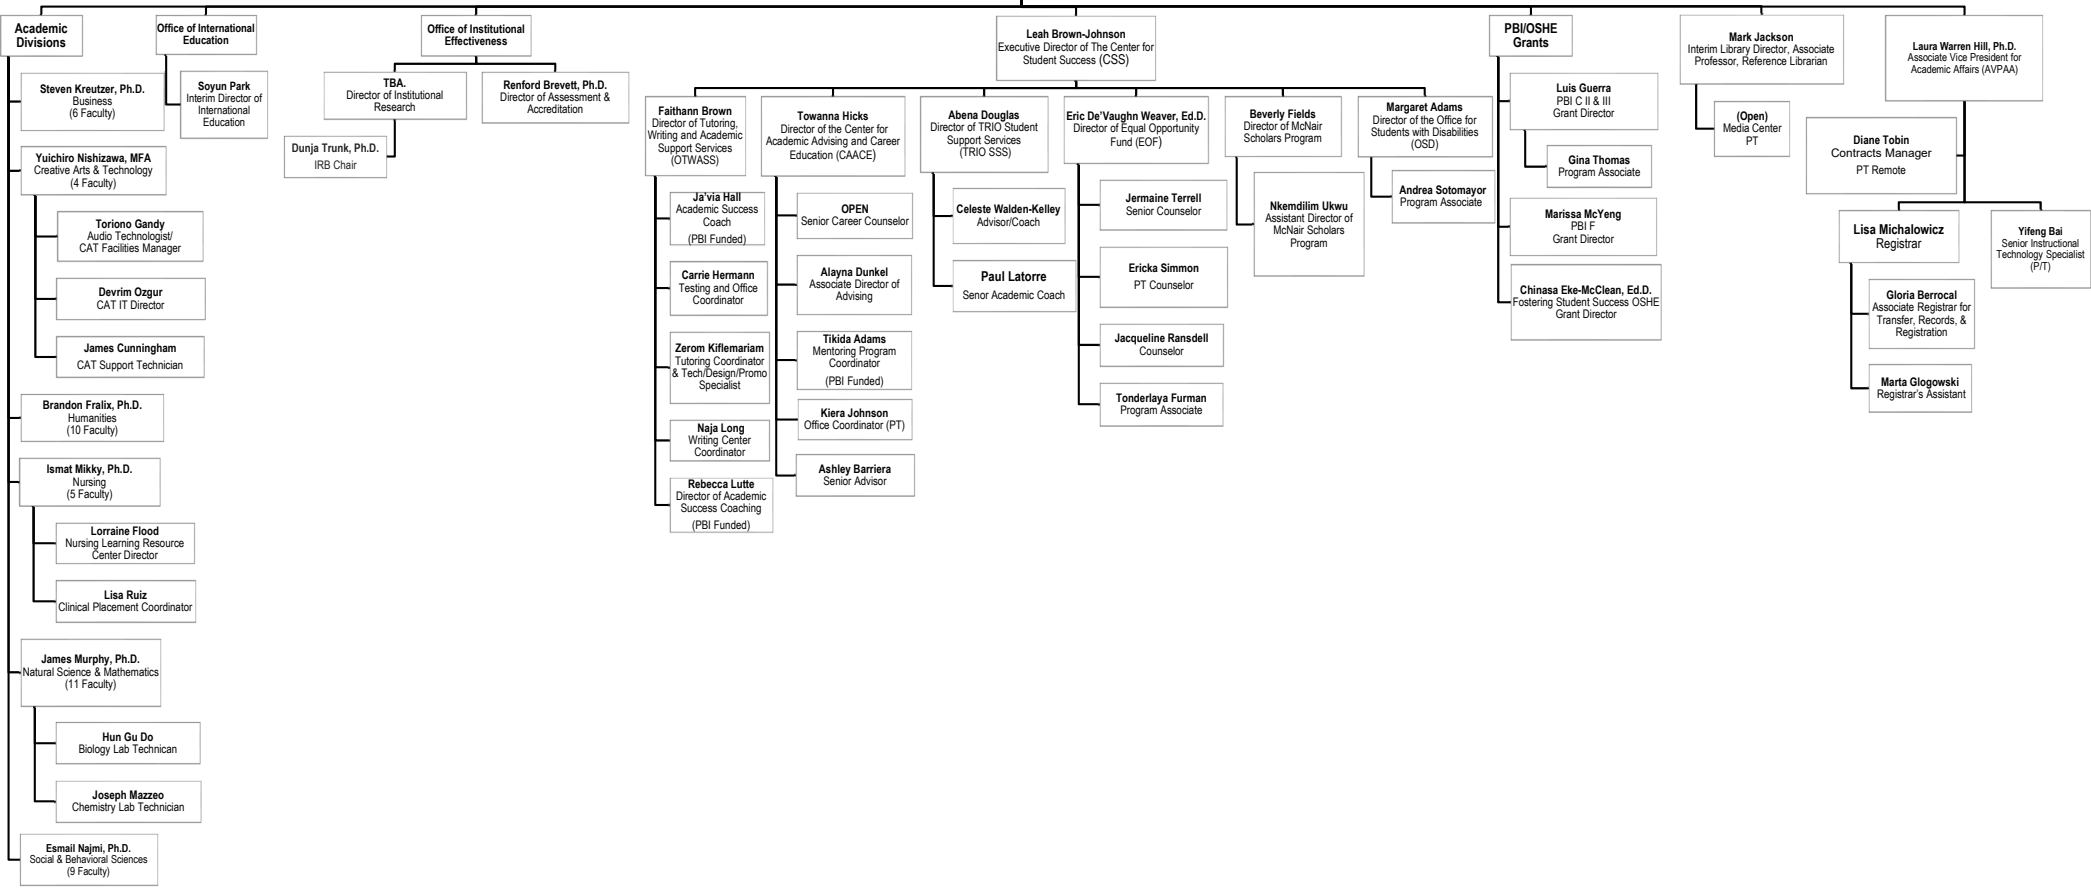 Academic
Divisions
Steven Kreutzer, Ph.D.
Business
(6 Faculty)
Yuichiro Nishizawa, MFA
Creative Arts & Technology
(4 Faculty)
Toriono Gandy
Audio Technologist/
CAT Facilities Manager
Devrim Ozgur
CAT IT Director
James Cunningham
CAT Support Technician
Brandon Fralix, Ph.D.
Humanities
(10 Faculty)
Ismat Mikky, Ph.D.
Nursing
(5 Faculty)
Lorraine Flood
Nursing Learning Resource
Center Director
Lisa Ruiz
Clinical Placement Coordinator
James Murphy, Ph.D.
Natural Science & Mathematics
(11 Faculty)
Hun Gu Do
Biology Lab Technican
Joseph Mazzeo
Chemistry Lab Technician
Esmail Najmi, Ph.D.
Social & Behavioral Sciences
(9 Faculty)
Office of International
Education
Soyun Park
Interim Director of
International
Education
Office of Institutional
Effectiveness
TBA.
Director of Institutional
Research
Dunja Trunk, Ph.D.
IRB Chair
Renford Brevett, Ph.D.
Director of Assessment &
Accreditation
Leah Brown-Johnson
Executive Director of The Center for
Student Success (CSS)
Faithann Brown
Director of Tutoring,
Writing and Academic
Support Services
(OTWASS)
Ja'via Hall
Academic Success
Coach
(PBI Funded)
Carrie Hermann
Testing and Office
Coordinator
Zerom Kiflemariam
Tutoring Coordinator
& Tech/Design/Promo
Specialist
Naja Long
Writing Center
Coordinator
Rebecca Lutte
Director of Academic
Success Coaching
(PBI Funded)
Towanna Hicks
Director of the Center for
Academic Advising and Career
Education (CAACE)
OPEN
Senior Career Counselor
Alayna Dunkel
Associate Director of
Advising
Tikida Adams
Mentoring Program
Coordinator
(PBI Funded)
Kiera Johnson
Office Coordinator (PT)
Ashley Barriera
Senior Advisor
Abena Douglas
Director of TRIO Student
Support Services
(TRIO SSS)
Celeste Walden-Kelley
Advisor/Coach
Paul Latorre
Senor Academic Coach
Eric De'Vaughn Weaver, Ed.D.
Director of Equal Opportunity
Fund (EOF)
Jermaine Terrell
Senior Counselor
Ericka Simmon
PT Counselor
Jacqueline Ransdell
Counselor
Tonderlaya Furman
Program Associate
Beverly Fields
Director of McNair
Scholars Program
Nkemdilim Ukwu
Assistant Director of
McNair Scholars
Program
Margaret Adams
Director of the Office for
Students with Disabilities
(OSD)
Andrea Sotomayor
Program Associate
PBI/OSHE
Grants
Luis Guerra
PBI C II & III
Grant Director
Gina Thomas
Program Associate
Marissa McYeng
PBI F
Grant Director
Chinasa Eke-McClean, Ed.D.
Fostering Student Success OSHE
Grant Director
Mark Jackson
Interim Library Director, Associate
Professor, Reference Librarian
(Open)
Media Center
PT
Laura Warren Hill, Ph.D.
Associate Vice President for
Academic Affairs (AVPAA)
Diane Tobin
Contracts Manager
PT Remote
Lisa Michalowicz
Registrar
Gloria Berrocal
Associate Registrar for
Transfer, Records, &
Registration
Marta Glogowski
Registrar's Assistant
Yifeng Bai
Senior Instructional
Technology Specialist
(P/T)